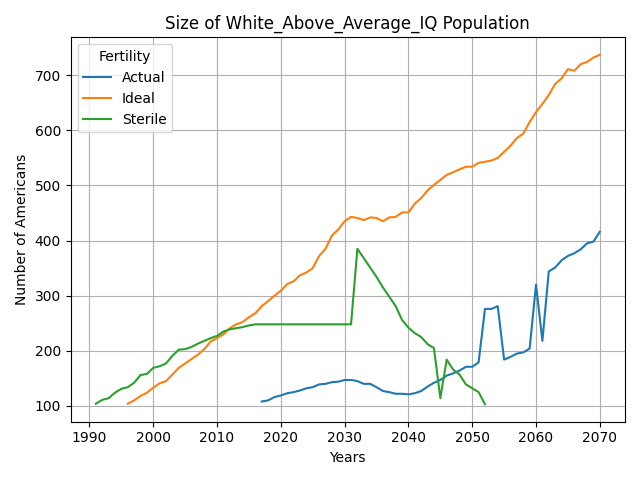 Size of White_Above_Average_IQ Population
Fertility
Actual
Ideal
Sterile
Number of Americans
700
600
500
400
300
200
100
1990 2000 2010 2020 2030 2040 2050 2060 2070
Years